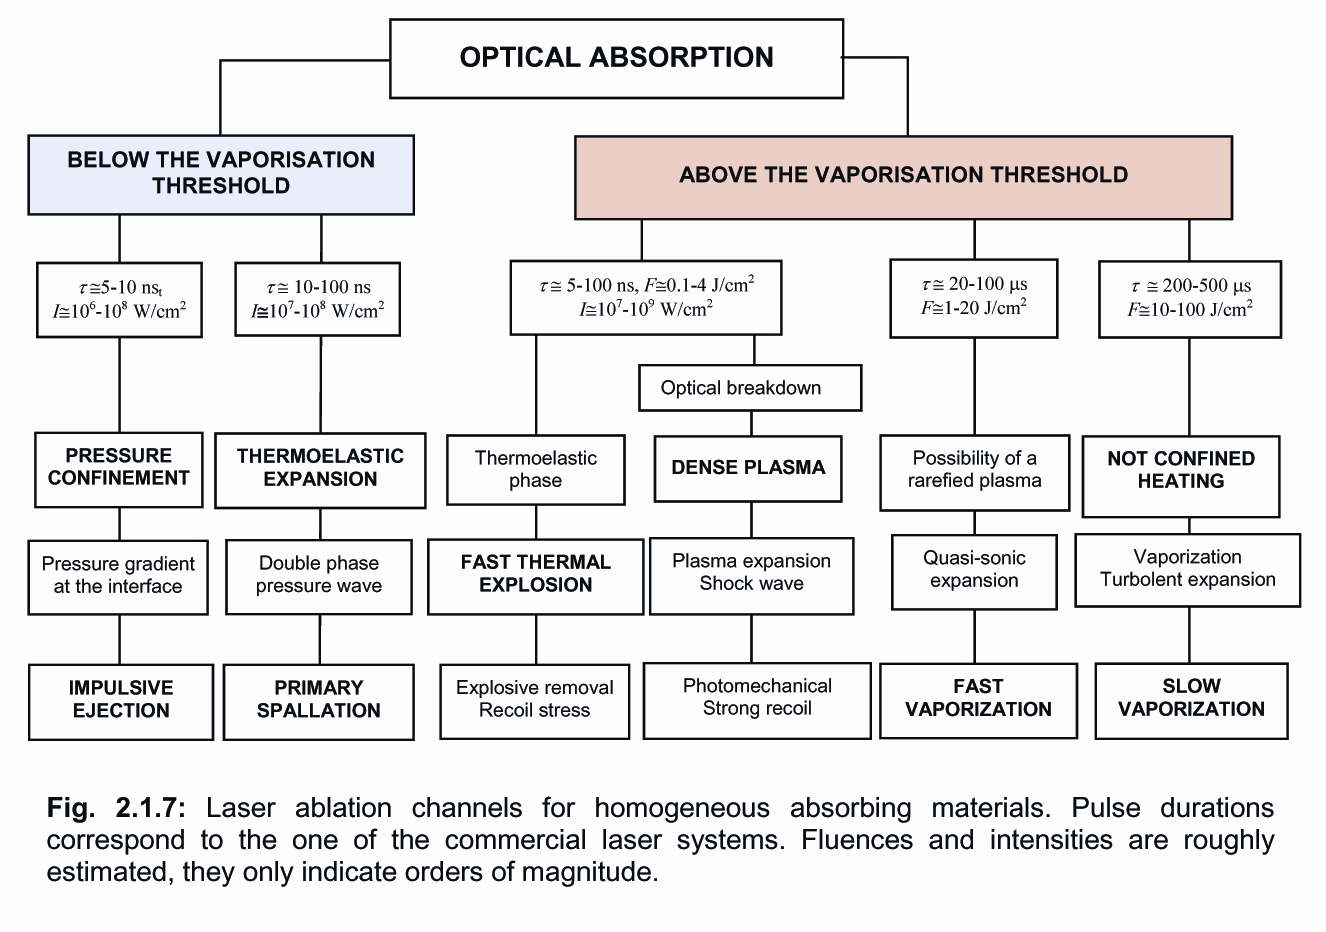 OPTICAL ABSORPTION
BELOW THE VAPORISATION
THRESHOLD
ABOVE THE VAPORISATION THRESHOLD
τ≅5-10 nsₜ
I≅10⁶-10⁸ W/cm²
τ≅ 10-100 ns
I≅10⁷-10⁸ W/cm²
τ≅ 5-100 ns, F≅0.1-4 J/cm²
I≅10⁷-10⁹ W/cm²
τ≅ 20-100 μs
F≅1-20 J/cm²
τ ≅ 200-500 μs
F≅10-100 J/cm²
Optical breakdown
PRESSURE
CONFINEMENT
THERMOELASTIC
EXPANSION
Thermoelastic
phase
DENSE PLASMA
Possibility of a
rarefied plasma
NOT CONFINED
HEATING
Pressure gradient
at the interface
Double phase
pressure wave
FAST THERMAL
EXPLOSION
Plasma expansion
Shock wave
Quasi-sonic
expansion
Vaporization
Turbolent expansion
IMPULSIVE
EJECTION
PRIMARY
SPALLATION
Explosive removal
Recoil stress
Photomechanical
Strong recoil
FAST
VAPORIZATION
SLOW
VAPORIZATION
Fig. 2.1.7: Laser ablation channels for homogeneous absorbing materials. Pulse durations
correspond to the one of the commercial laser systems. Fluences and intensities are roughly
estimated, they only indicate orders of magnitude.